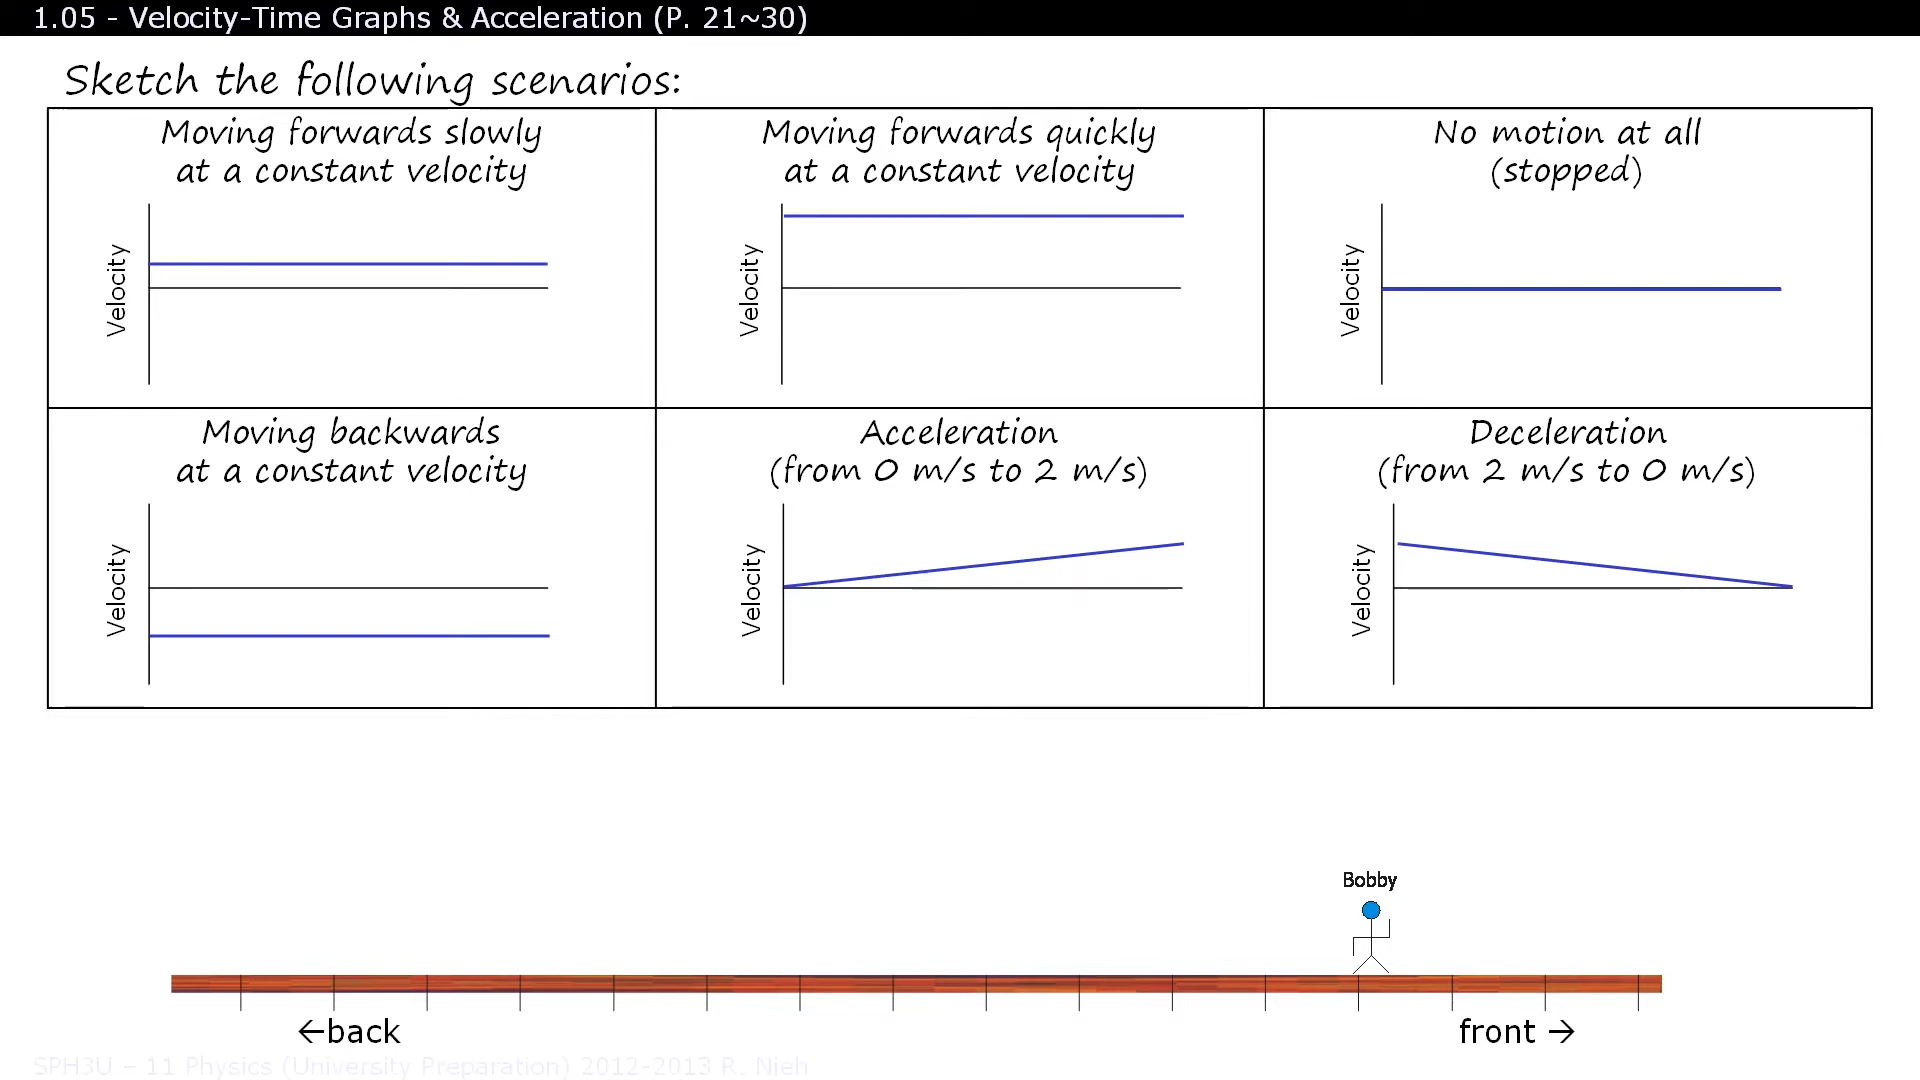 1.05 - Velocity-Time Graphs & Acceleration (P. 21~30)
Sketch the following scenarios:
Moving forwards slowly
at a constant velocity
Velocity
Moving forwards quickly
at a constant velocity
Velocity
No motion at all
(stopped)
Velocity
Moving backwards
at a constant velocity
Velocity
Acceleration
(from 0 m/s to 2 m/s)
Velocity
Deceleration
(from 2 m/s to 0 m/s)
Velocity
Bobby
←back
front →
SPH3U – 11 Physics (University Preparation) 2012-2013 R. Nieh